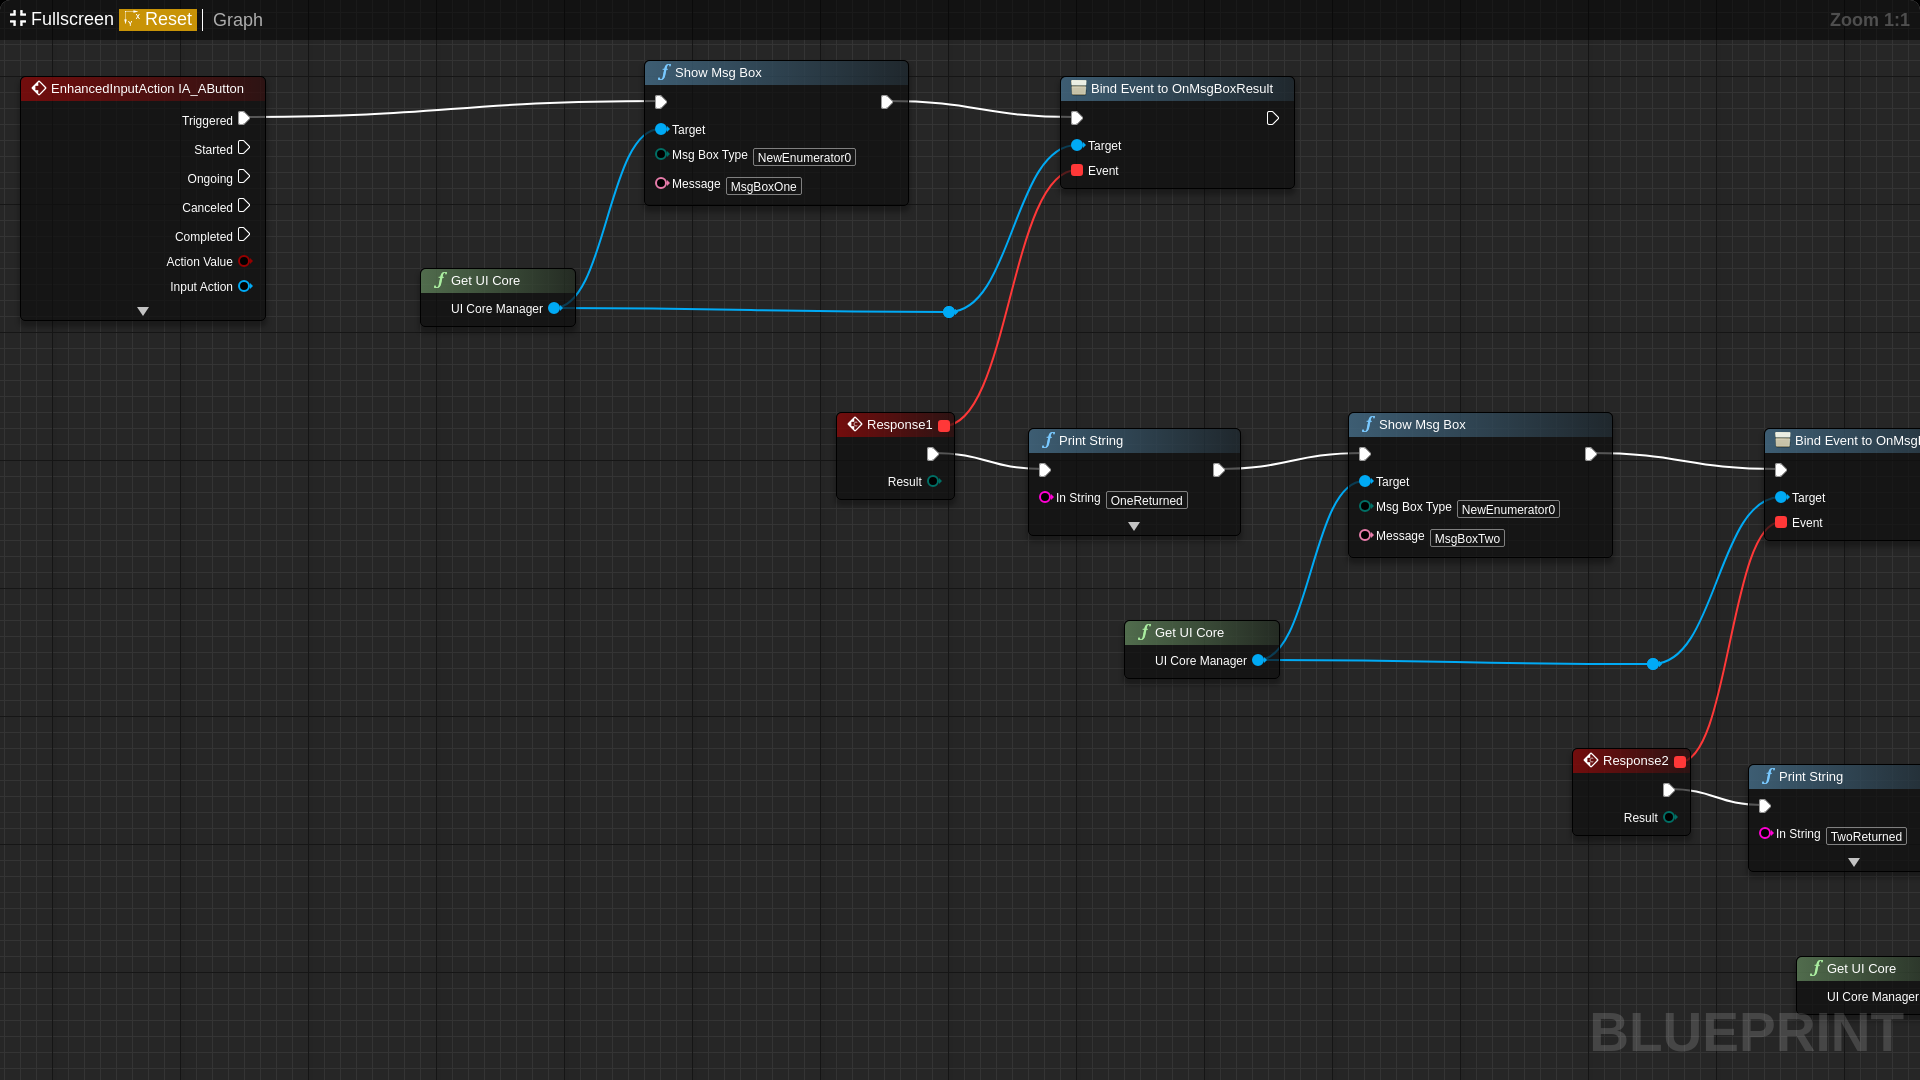 Fullscreen Reset Graph
Zoom 1:1
EnhancedInputAction IA_AButton
Triggered
Started
Ongoing
Canceled
Completed
Action Value
Input Action
Show Msg Box
Target
Msg Box Type NewEnumerator0
Message MsgBoxOne
Bind Event to OnMsgBoxResult
Target
Event
Get UI Core
UI Core Manager
Response1
Result
Print String
In String OneReturned
Show Msg Box
Target
Msg Box Type NewEnumerator0
Message MsgBoxTwo
Bind Event to OnMsgB
Target
Event
Get UI Core
UI Core Manager
Response2
Result
Print String
In String TwoReturned
Get UI Core
UI Core Manager
BLUEPRINT